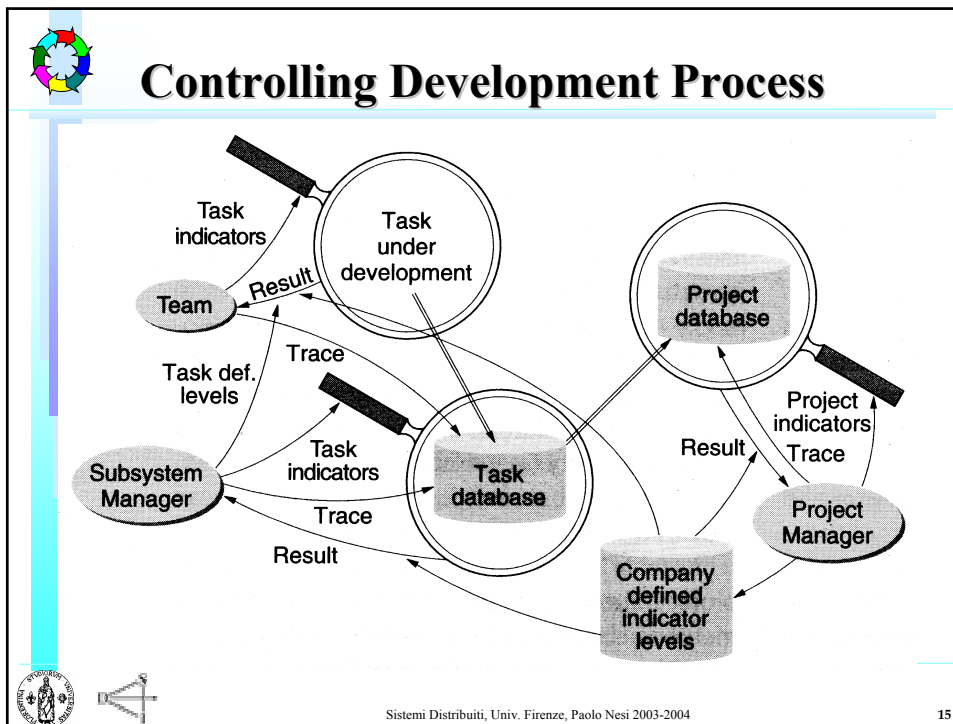 Controlling Development Process
Task
indicators
Task
under
development
Result
Team
Project
database
Trace
Task def.
levels
Project
indicators
Result
Trace
Task
indicators
Subsystem
Manager
Task
database
Trace
Project
Manager
Result
Company
defined
indicator
levels
Sistemi Distribuiti, Univ. Firenze, Paolo Nesi 2003-2004
15